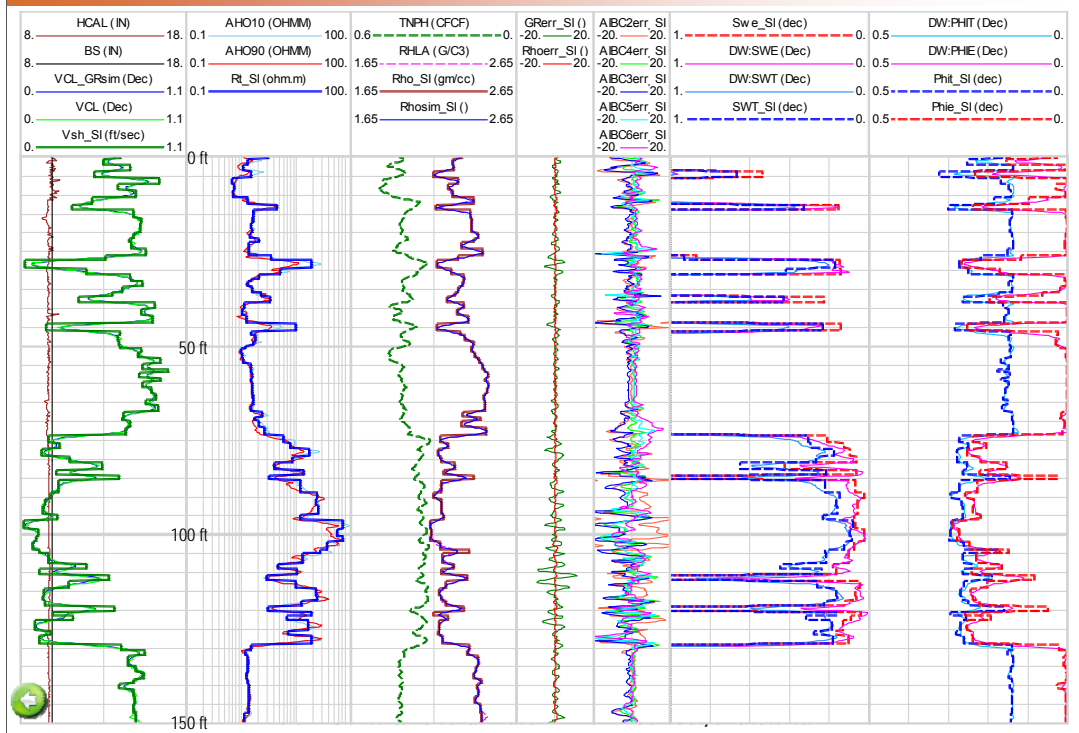 HCAL (IN)
8. 18.
BS (IN)
8. 18.
VCL_GRsim (Dec)
0. 1.1
VCL (Dec)
0. 1.1
Vsh_SI (ft/sec)
0. 1.1
AHO10 (OHMM)
0.1 100.
AHO90 (OHMM)
0.1 100.
Rt_SI (ohm.m)
0.1 100.
TNPH (CFCF)
0.6 0.
RHLA (G/C3)
1.65 2.65
Rho_SI (gm/cc)
1.65 2.65
Rhosim_SI ()
1.65 2.65
GRerr_SI ()
-20. 20.
Rhoerr_SI ()
-20. 20.
AIBC2err_SI
-20. 20.
AIBC4err_SI
-20. 20.
AIBC3err_SI
-20. 20.
AIBC5err_SI
-20. 20.
AIBC6err_SI
-20. 20.
Swe_SI (dec)
1. 0.
DW:SWE (Dec)
1. 0.
DW:SWT (Dec)
1. 0.
SWT_SI (dec)
1. 0.
DW:PHIT (Dec)
0.5 0.
DW:PHIE (Dec)
0.5 0.
Phit_SI (dec)
0.5 0.
Phie_SI (dec)
0.5 0.
0 ft
50 ft
100 ft
150 ft